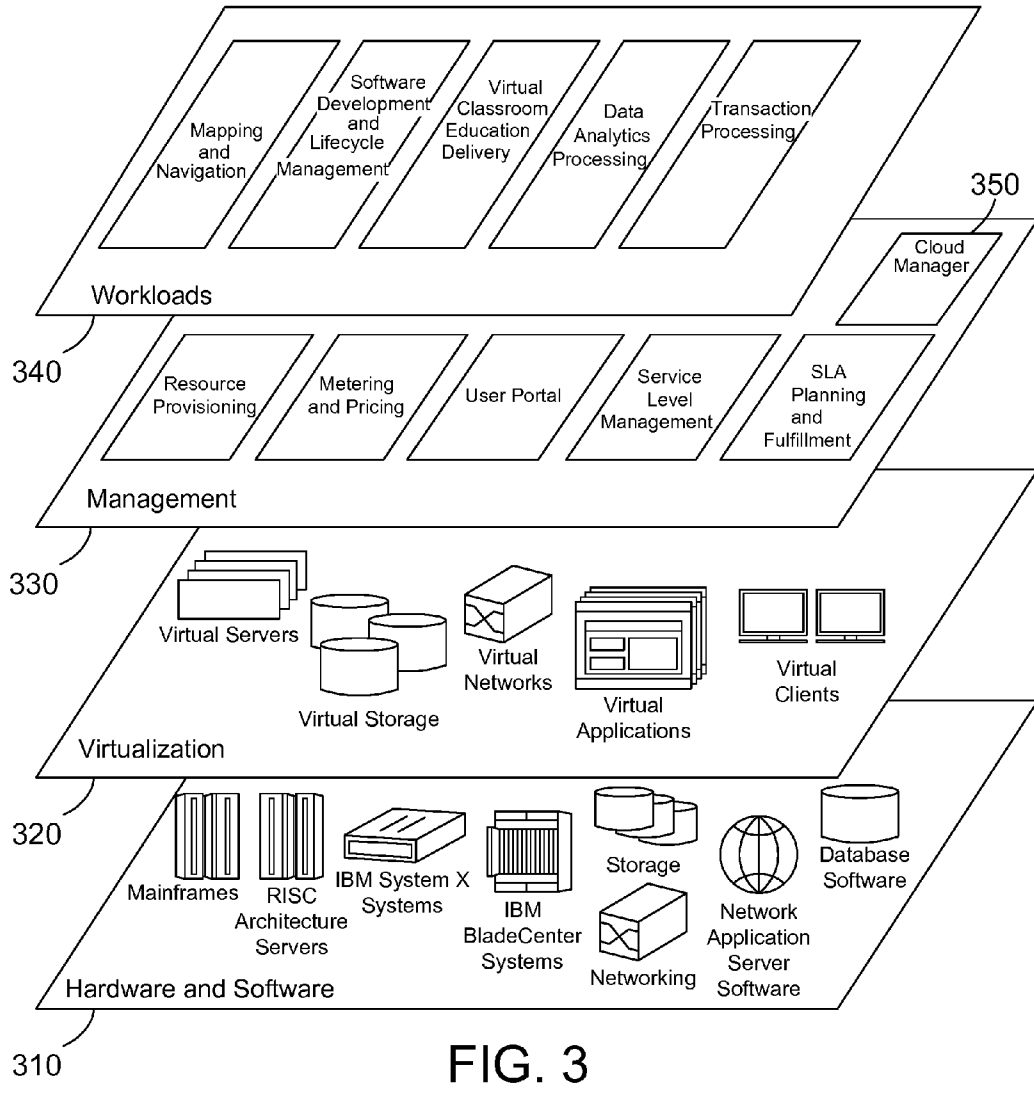 Mapping
and
Navigation
Software
Development
and
Lifecycle
Management
Virtual
Classroom
Education
Delivery
Data
Analytics
Processing
Transaction
Processing
Workloads
340
350
Cloud
Manager
Resource
Provisioning
Metering
and Pricing
User Portal
Service
Level
Management
SLA
Planning
and
Fulfillment
Management
330
Virtual Servers
Virtual Storage
Virtual
Networks
Virtual
Applications
Virtual
Clients
Virtualization
320
Mainframes
RISC
Architecture
Servers
IBM System X
Systems
IBM
BladeCenter
Systems
Storage
Networking
Network
Application
Server
Software
Database
Software
Hardware and Software
310
FIG. 3